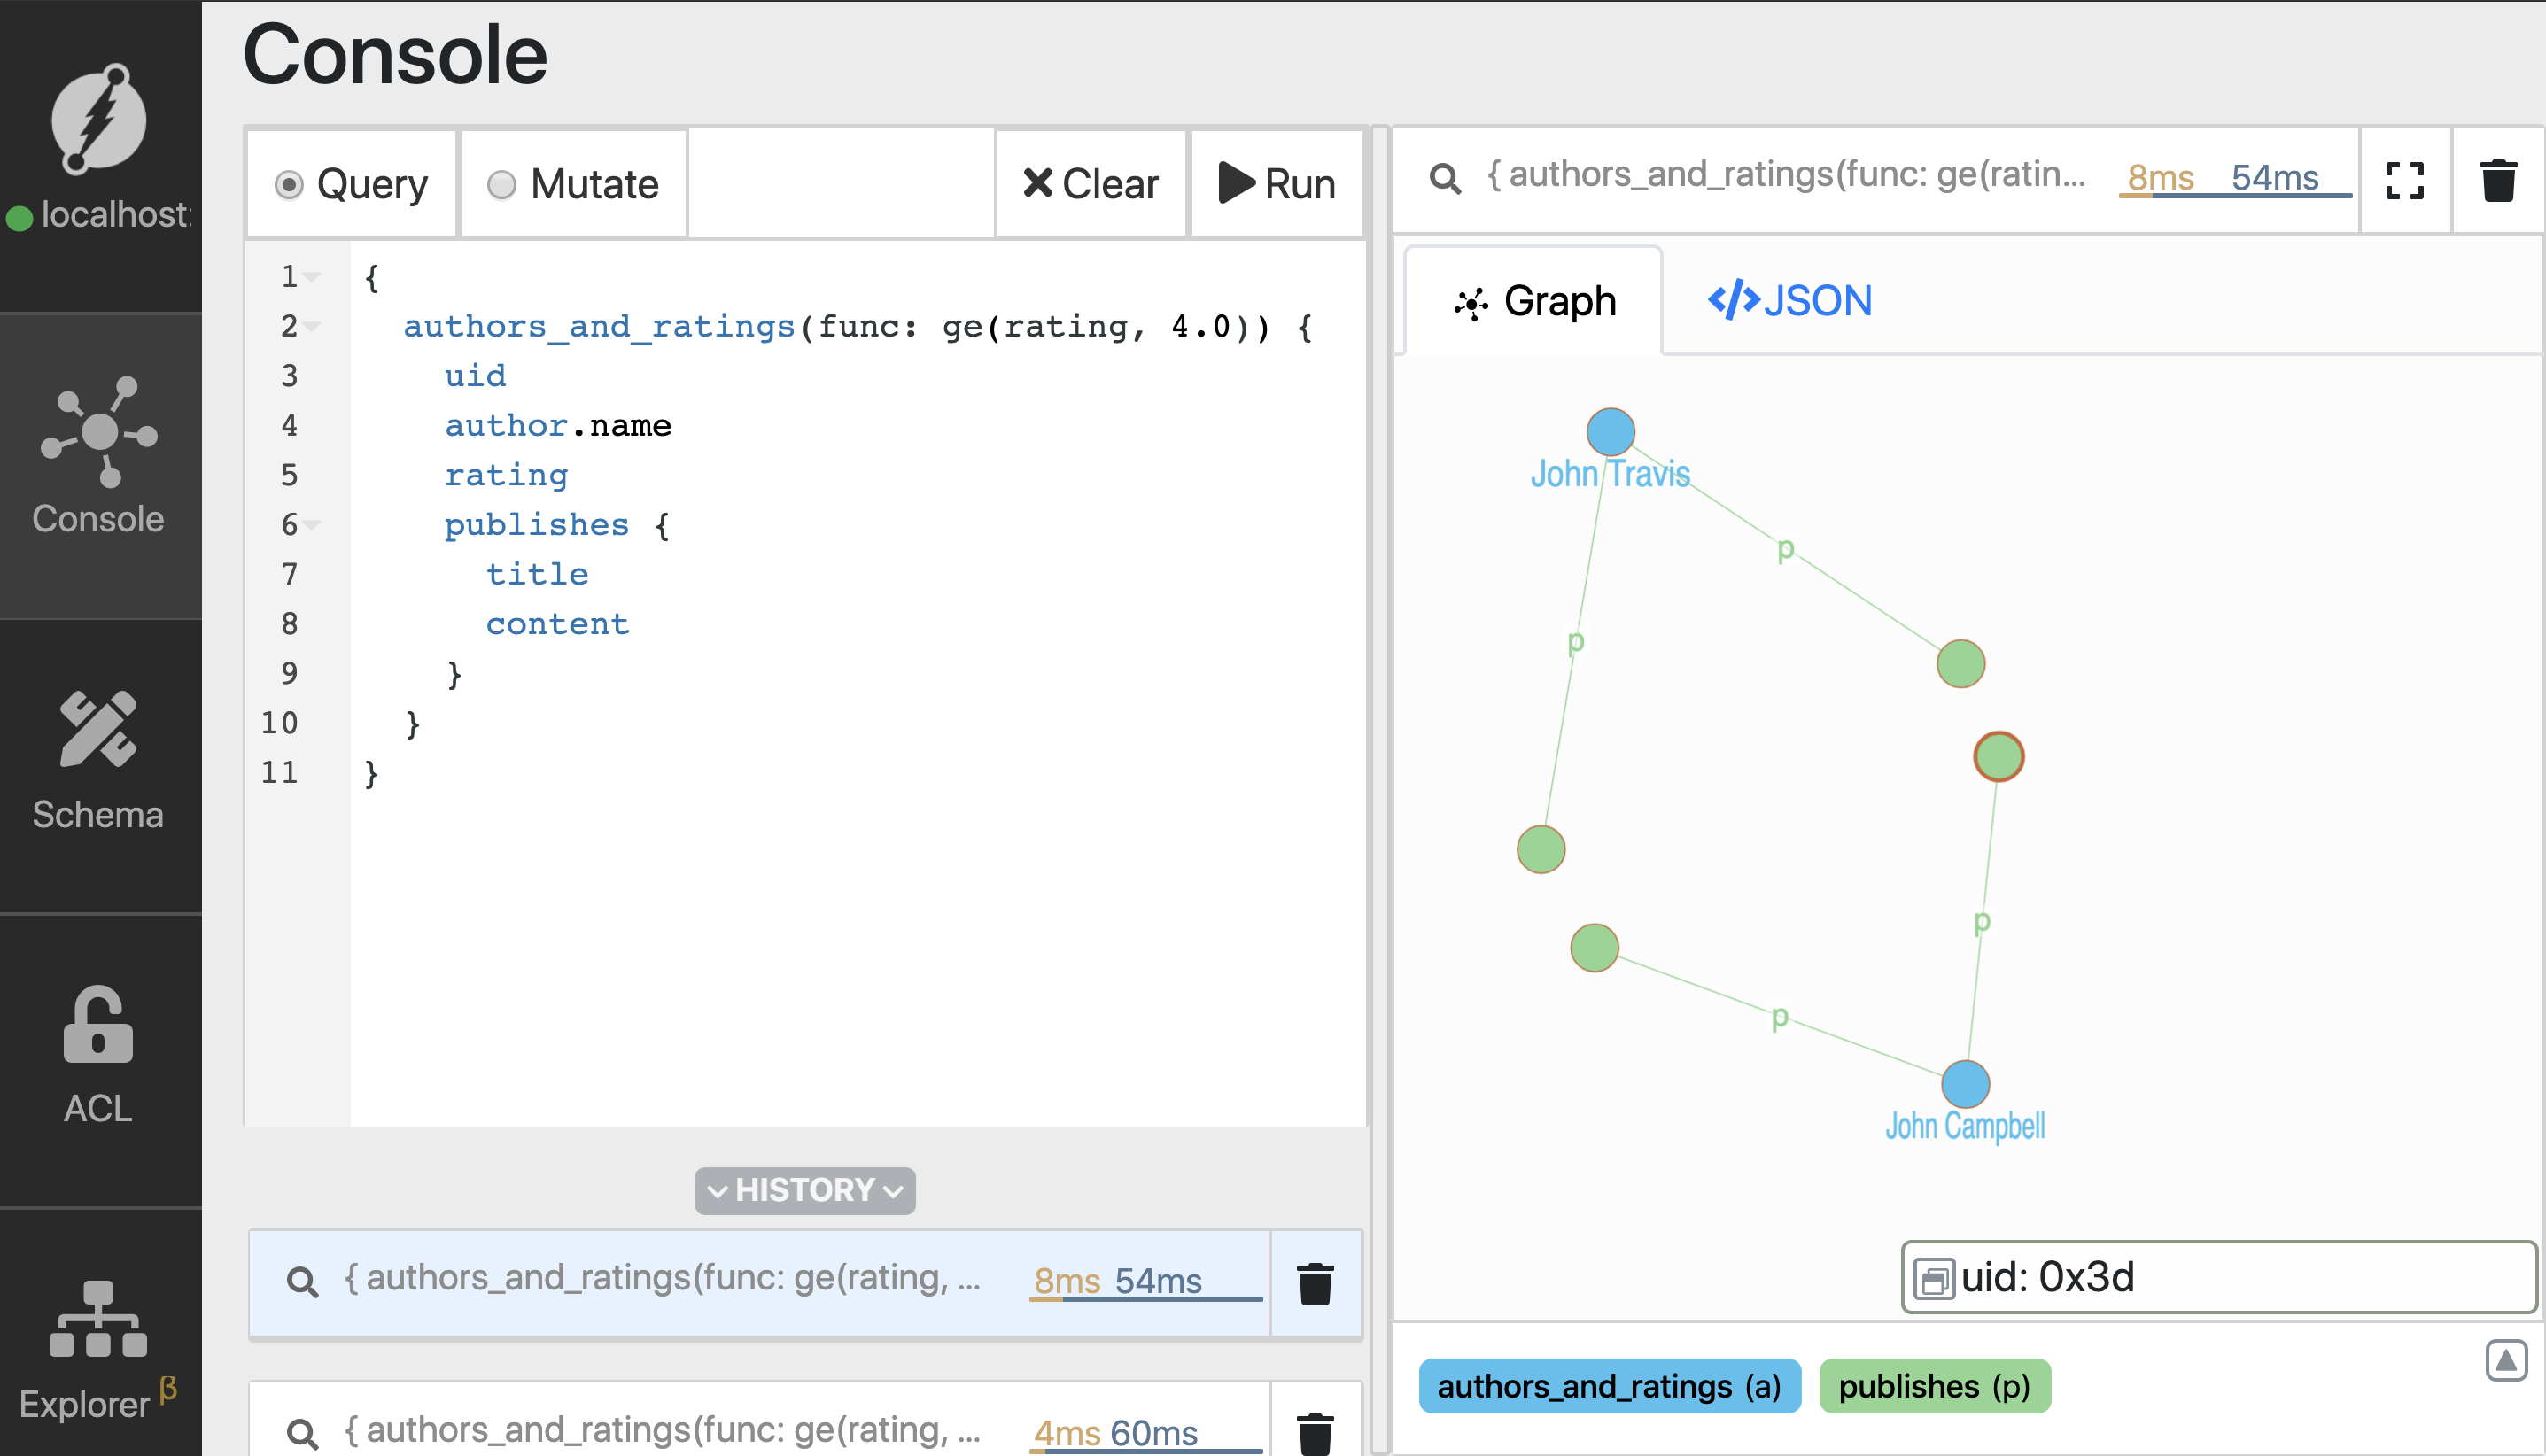 Console
localhost:
Console
Schema
ACL
Explorer β
Query
Mutate
Clear
Run
1 {
2 authors_and_ratings(func: ge(rating, 4.0)) {
3 uid
4 author.name
5 rating
6 publishes {
7 title
8 content
9 }
10 }
11 }
HISTORY
{ authors_and_ratings(func: ge(rating, ... 8ms 54ms
{ authors_and_ratings(func: ge(rating, ... 4ms 60ms
{ authors_and_ratings(func: ge(ratin... 8ms 54ms
Graph
</>JSON
John Travis
p
p
p
p
John Campbell
uid: 0x3d
authors_and_ratings (a)
publishes (p)